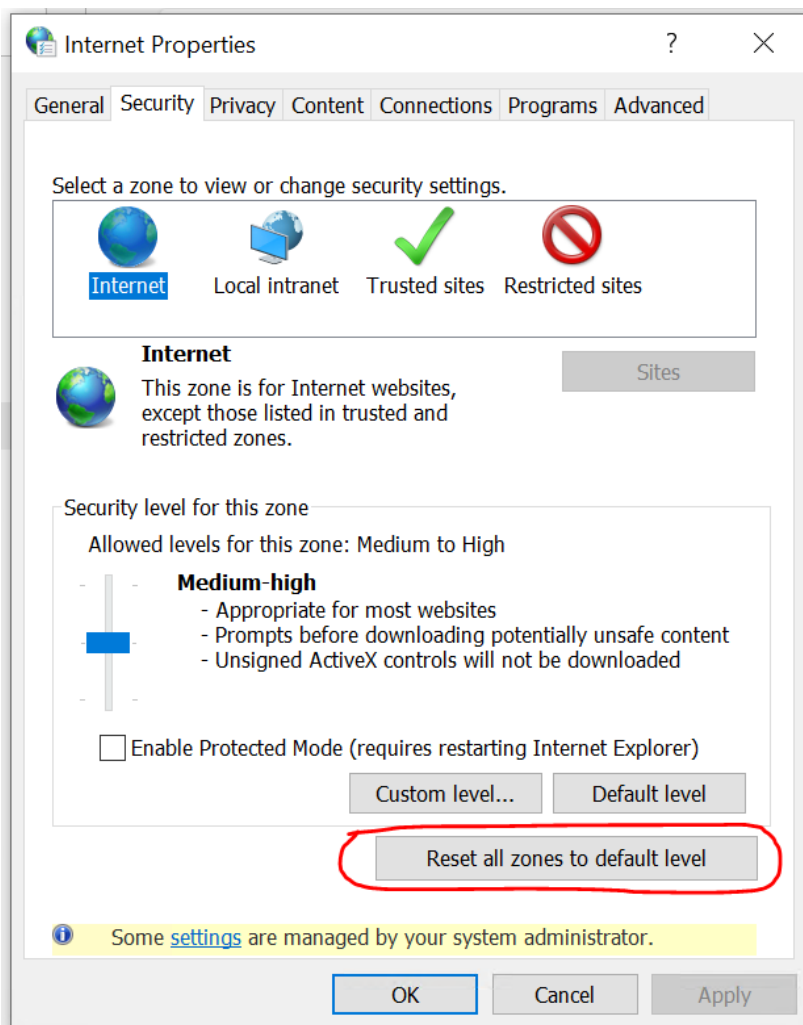 Internet Properties
?
General Security Privacy Content Connections Programs Advanced
Select a zone to view or change security settings.
Internet Local intranet Trusted sites Restricted sites
Internet
Sites
This zone is for Internet websites,
except those listed in trusted and
restricted zones.
Security level for this zone
Allowed levels for this zone: Medium to High
Medium-high
- Appropriate for most websites
- Prompts before downloading potentially unsafe content
- Unsigned ActiveX controls will not be downloaded
Enable Protected Mode (requires restarting Internet Explorer)
Custom level... Default level
Reset all zones to default level
Some settings are managed by your system administrator.
OK Cancel Apply